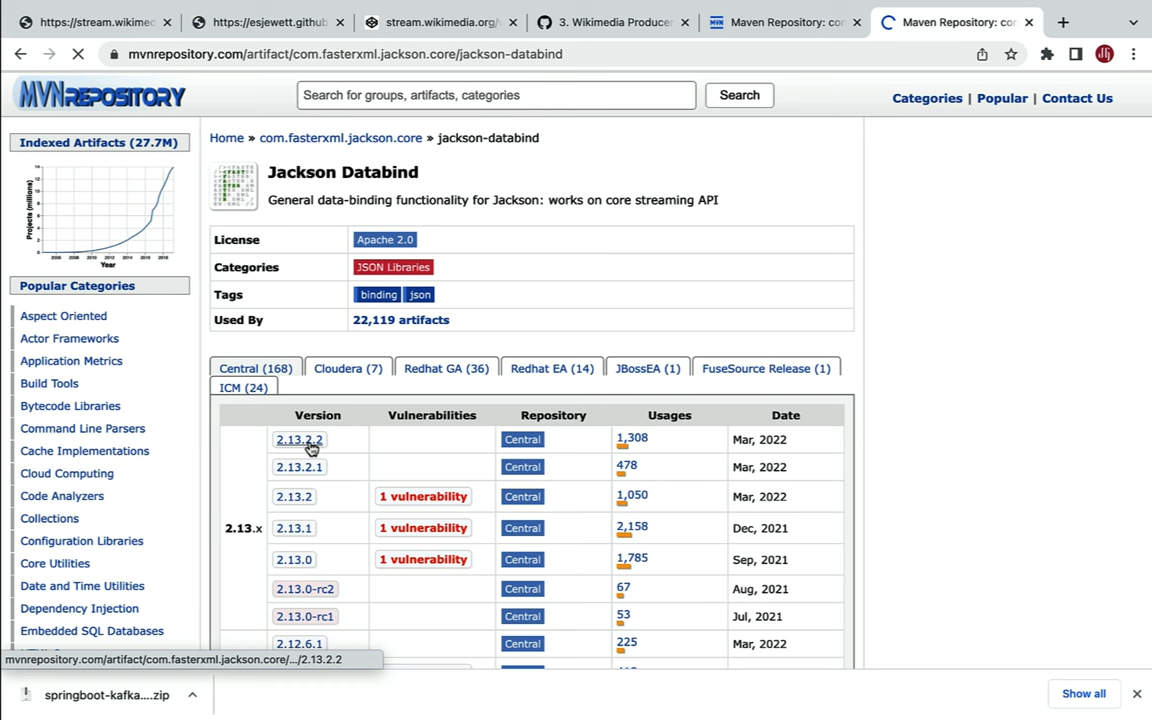 https://stream.wikimed
https://esjewett.github
stream.wikimedia.org/
3. Wikimedia Producer
Maven Repository: co
Maven Repository: co
mvnrepository.com/artifact/com.fasterxml.jackson.core/jackson-databind
MVNREPOSITORY
Search for groups, artifacts, categories
Search
Categories | Popular | Contact Us
Indexed Artifacts (27.7M)
Projects (millions)
Year
Popular Categories
Aspect Oriented
Actor Frameworks
Application Metrics
Build Tools
Bytecode Libraries
Command Line Parsers
Cache Implementations
Cloud Computing
Code Analyzers
Collections
Configuration Libraries
Core Utilities
Date and Time Utilities
Dependency Injection
Embedded SQL Databases
Home » com.fasterxml.jackson.core » jackson-databind
Jackson Databind
General data-binding functionality for Jackson: works on core streaming API
License Apache 2.0
Categories JSON Libraries
Tags binding json
Used By 22,119 artifacts
Central (168) Cloudera (7) Redhat GA (36) Redhat EA (14) JBossEA (1) FuseSource Release (1)
ICM (24)
Version Vulnerabilities Repository Usages Date
2.13.2.2 Central 1,308 Mar, 2022
2.13.2.1 Central 478 Mar, 2022
2.13.2 1 vulnerability Central 1,050 Mar, 2022
2.13.x 2.13.1 1 vulnerability Central 2,158 Dec, 2021
2.13.0 1 vulnerability Central 1,785 Sep, 2021
2.13.0-rc2 Central 67 Aug, 2021
2.13.0-rc1 Central 53 Jul, 2021
2.12.6.1 Central 225 Mar, 2022
mvnrepository.com/artifact/com.fasterxml.jackson.core/.../2.13.2.2
springboot-kafka....zip
Show all